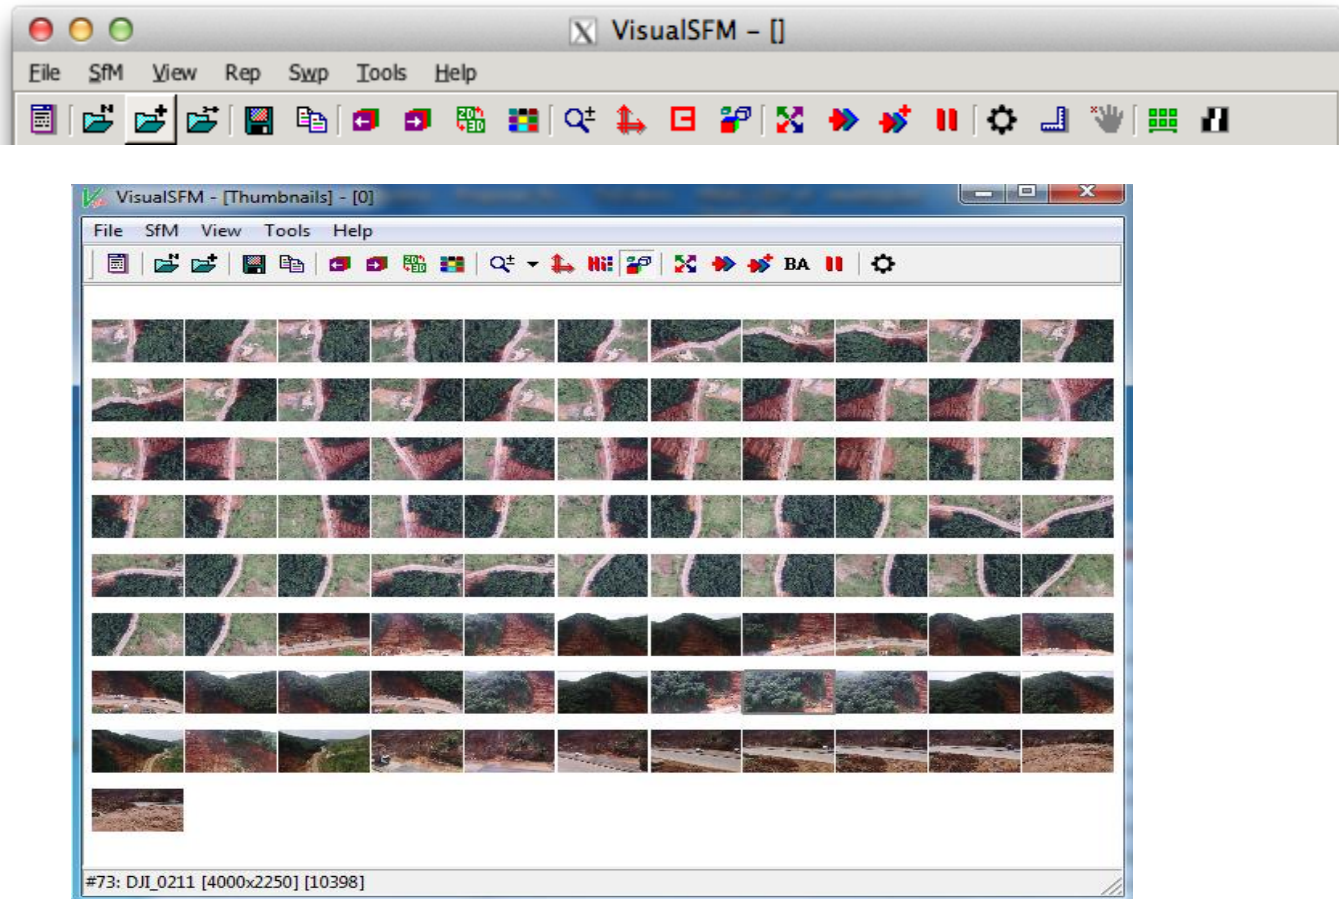 VisualSFM – []
File SfM View Rep Swp Tools Help
VisualSFM - [Thumbnails] - [0]
File SfM View Tools Help
BA
#73: DJI_0211 [4000x2250] [10398]